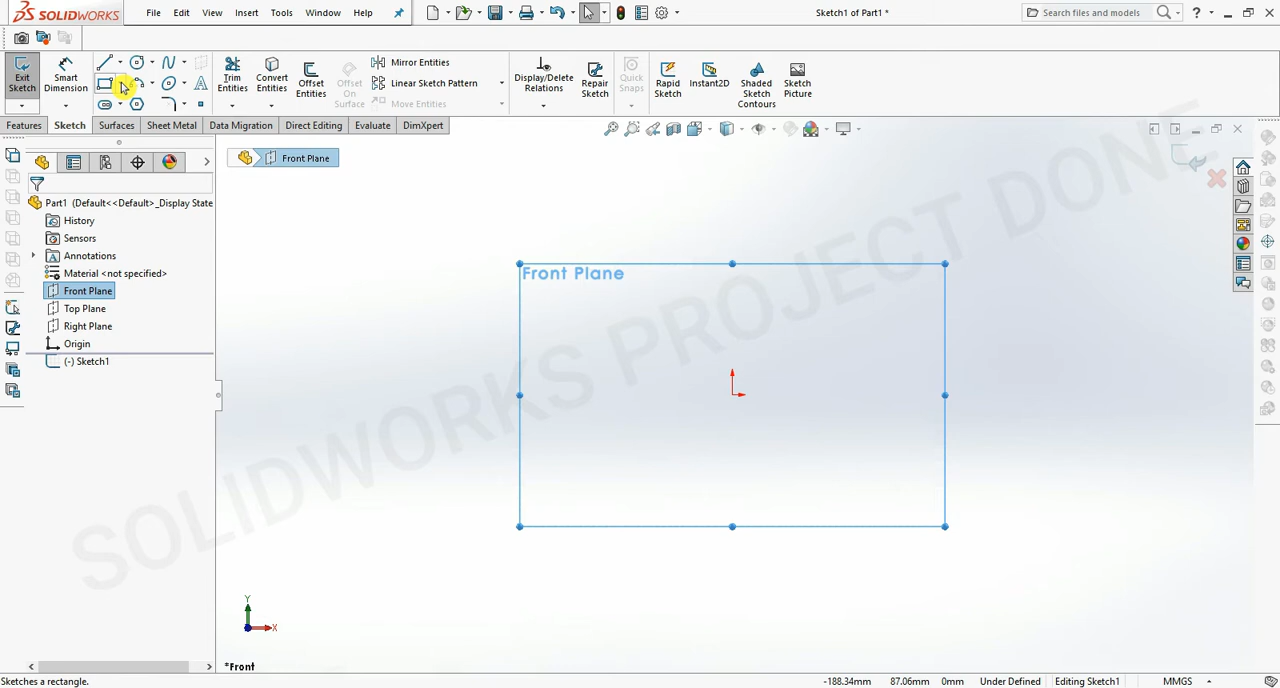 SOLIDWORKS
File Edit View Insert Tools Window Help
Sketch1 of Part1 *
Search files and models
Exit Sketch
Smart Dimension
Trim Entities
Convert Entities
Offset Entities
Offset On Surface
Mirror Entities
Linear Sketch Pattern
Move Entities
Display/Delete Relations
Repair Sketch
Quick Snaps
Rapid Sketch
Instant2D
Shaded Sketch Contours
Sketch Picture
Features Sketch Surfaces Sheet Metal Data Migration Direct Editing Evaluate DimXpert
Front Plane
Part1 (Default<<Default>_Display State
History
Sensors
Annotations
Material <not specified>
Front Plane
Top Plane
Right Plane
Origin
(-) Sketch1
Front Plane
SOLIDWORKS PROJECT DONE
Y
X
*Front
Sketches a rectangle.
-188.34mm 87.06mm 0mm Under Defined Editing Sketch1 MMGS